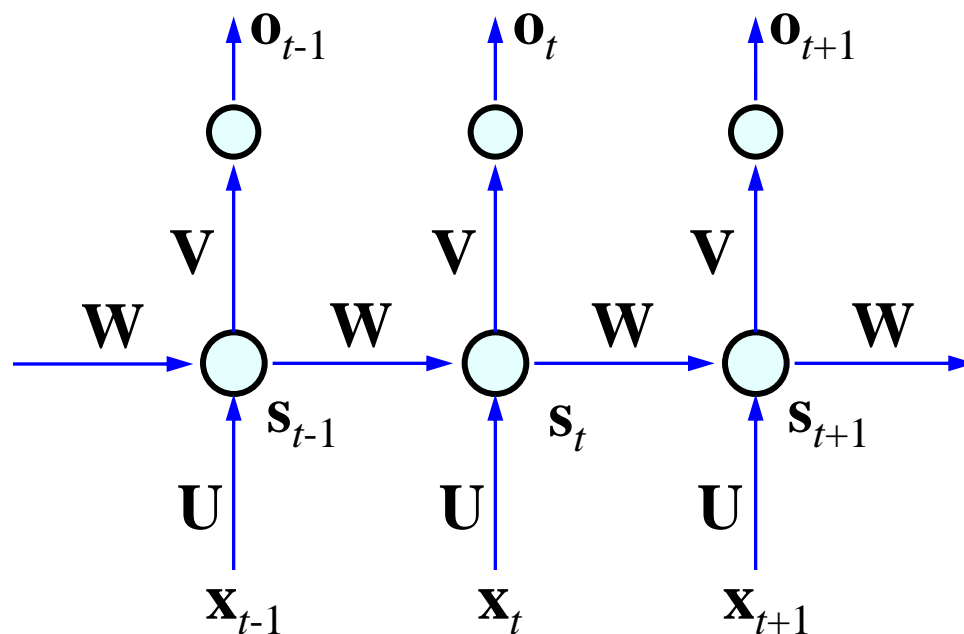 o_{t-1} o_t o_{t+1}
V V V
W W W W
s_{t-1} s_t s_{t+1}
U U U
x_{t-1} x_t x_{t+1}